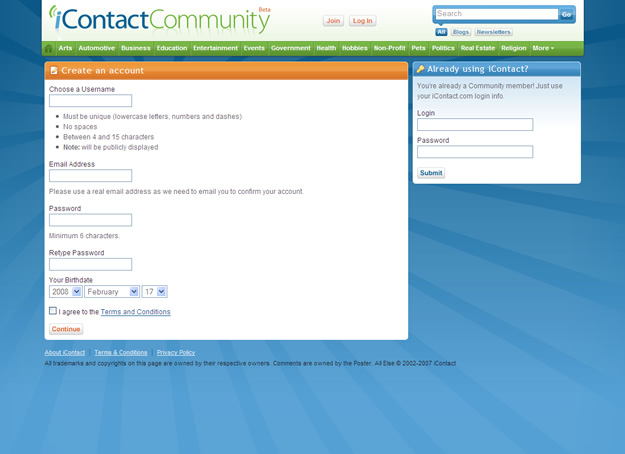 iContactCommunity Beta
Join Log In
Search Go
All Blogs Newsletters
Arts Automotive Business Education Entertainment Events Government Health Hobbies Non-Profit Pets Politics Real Estate Religion More
Create an account
Choose a Username
Must be unique (lowercase letters, numbers and dashes)
No spaces
Between 4 and 15 characters
Note: will be publicly displayed
Email Address
Please use a real email address as we need to email you to confirm your account.
Password
Minimum 6 characters.
Retype Password
Your Birthdate
2008 February 17
I agree to the Terms and Conditions
Continue
Already using iContact?
You're already a Community member! Just use
your iContact.com login info.
Login
Password
Submit
About iContact | Terms & Conditions | Privacy Policy
All trademarks and copyrights on this page are owned by their respective owners. Comments are owned by the Poster. All Else © 2002-2007 iContact